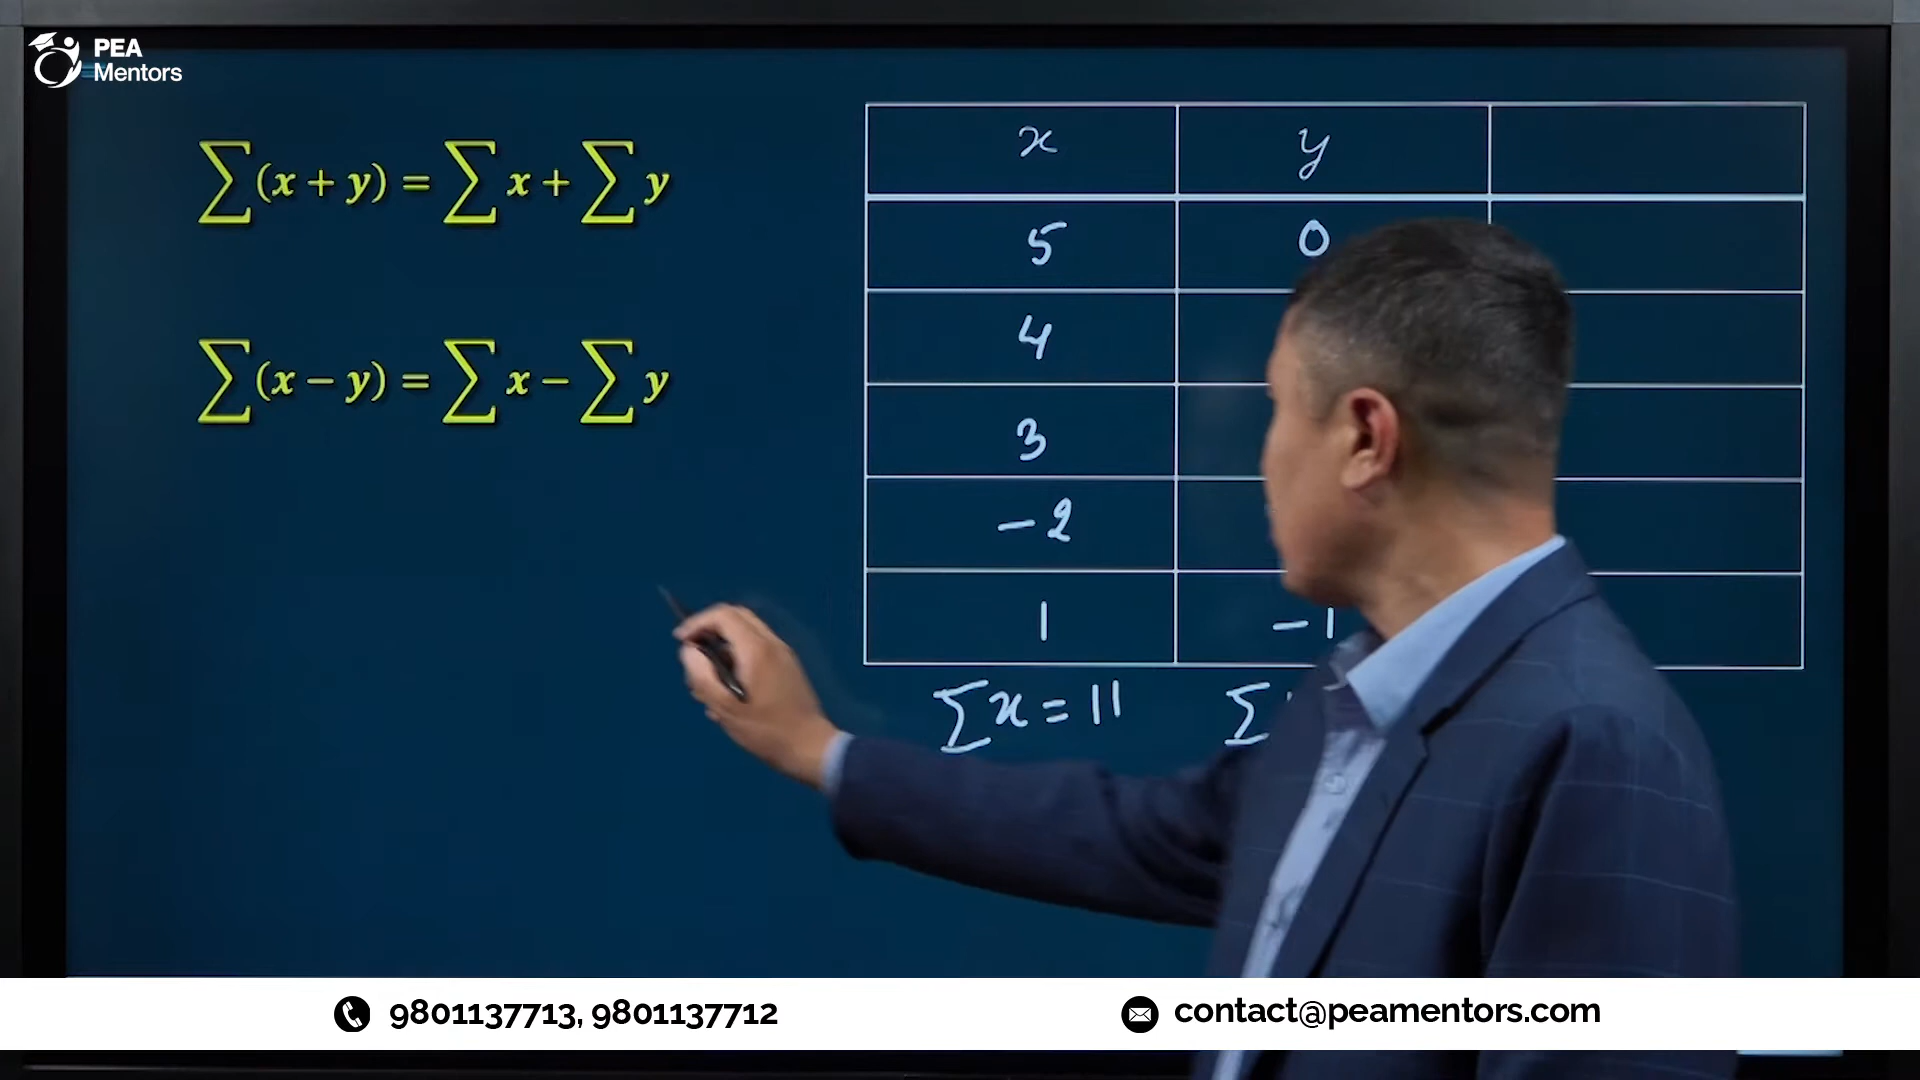 PEA
Mentors
∑(x + y) = ∑x + ∑y
∑(x − y) = ∑x − ∑y
x y
5 0
4
3
−2
1 −1
∑x = 11 ∑
9801137713, 9801137712
contact@peamentors.com